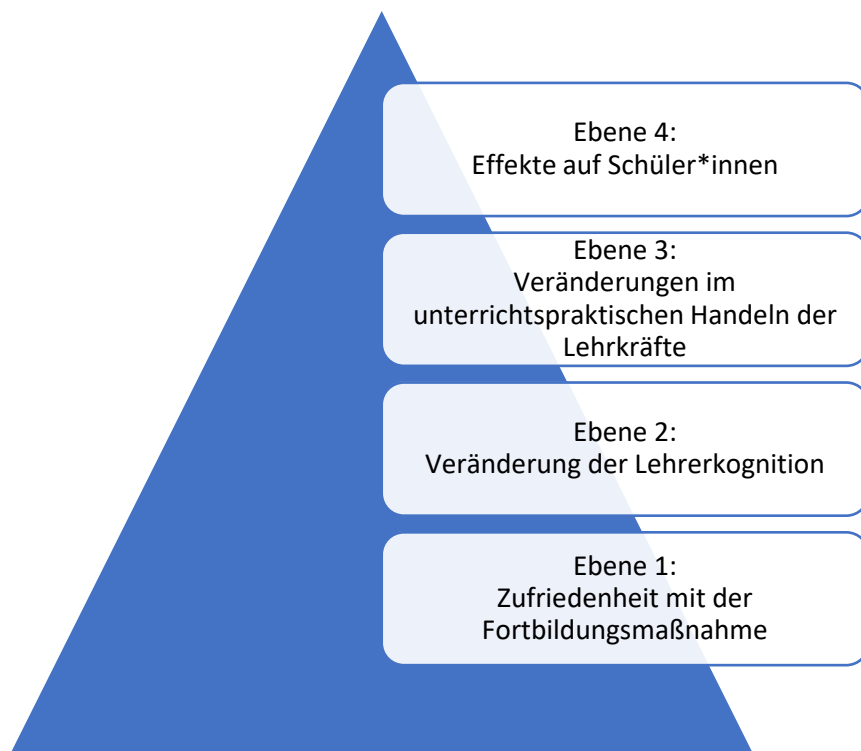 Ebene 4:
Effekte auf Schüler*innen
Ebene 3:
Veränderungen im
unterrichtspraktischen Handeln der
Lehrkräfte
Ebene 2:
Veränderung der Lehrerkognition
Ebene 1:
Zufriedenheit mit der
Fortbildungsmaßnahme